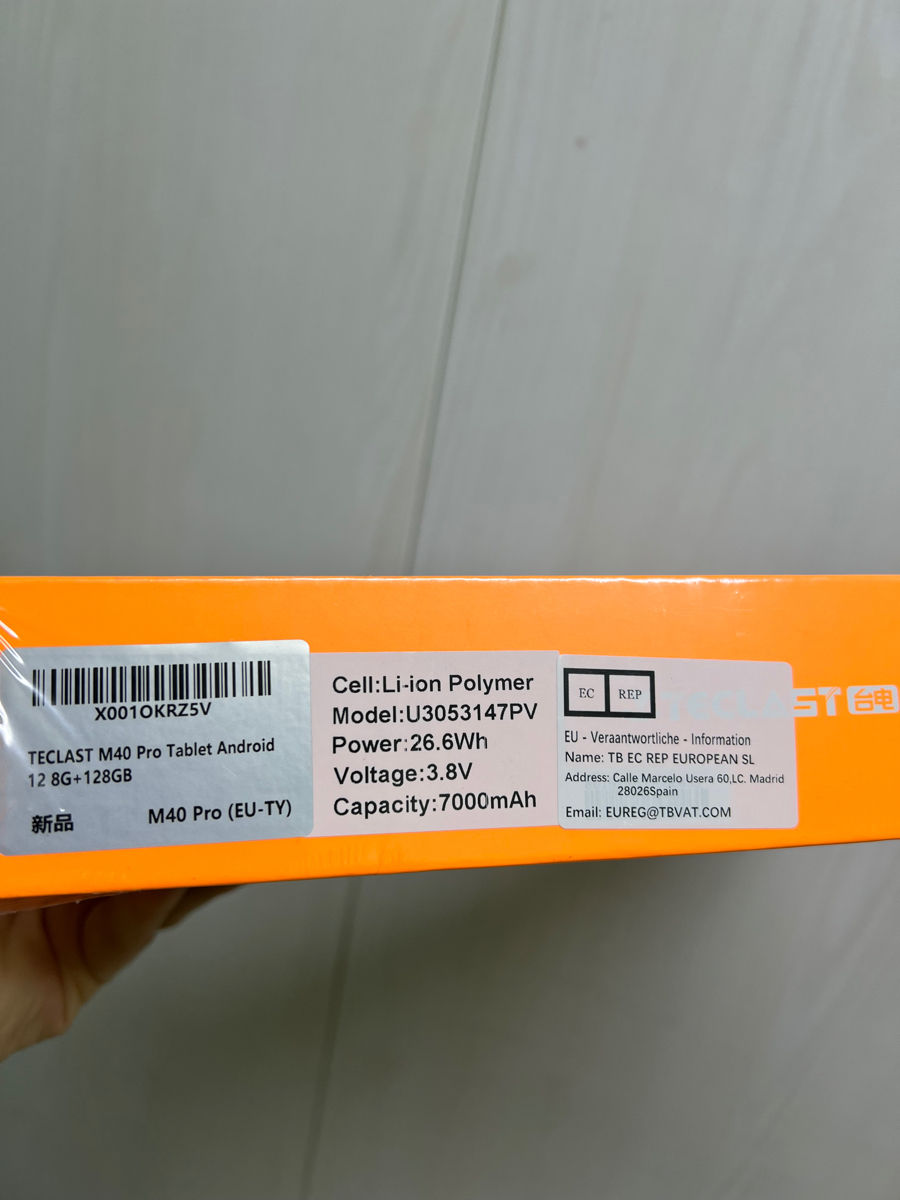 X001OKRZ5V
TECLAST M40 Pro Tablet Android
12 8G+128GB
新品
M40 Pro (EU-TY)
Cell:Li-ion Polymer
Model:U3053147PV
Power:26.6Wh
Voltage:3.8V
Capacity:7000mAh
EC REP
EU - Veraantwortliche - Information
Name: TB EC REP EUROPEAN SL
Address: Calle Marcelo Usera 60,LC. Madrid
28026Spain
Email: EUREG@TBVAT.COM
TECLAST 台电